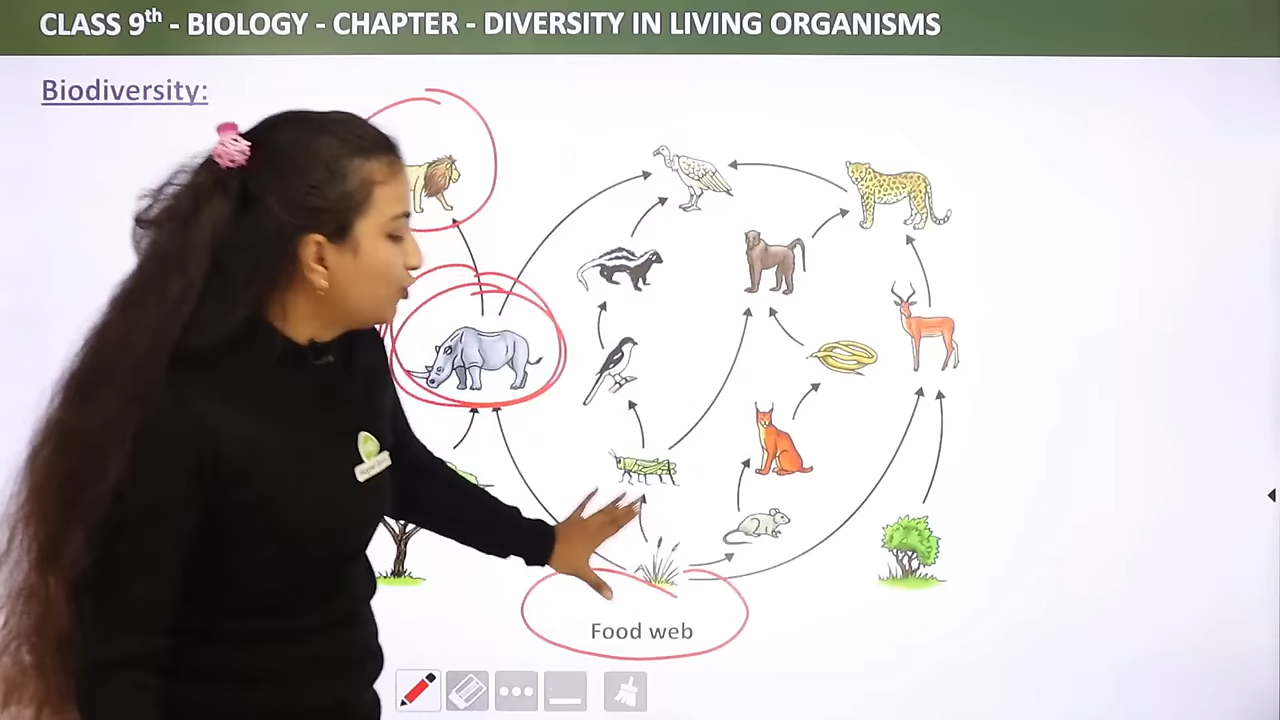 CLASS 9th - BIOLOGY - CHAPTER - DIVERSITY IN LIVING ORGANISMS
Biodiversity:
Food web